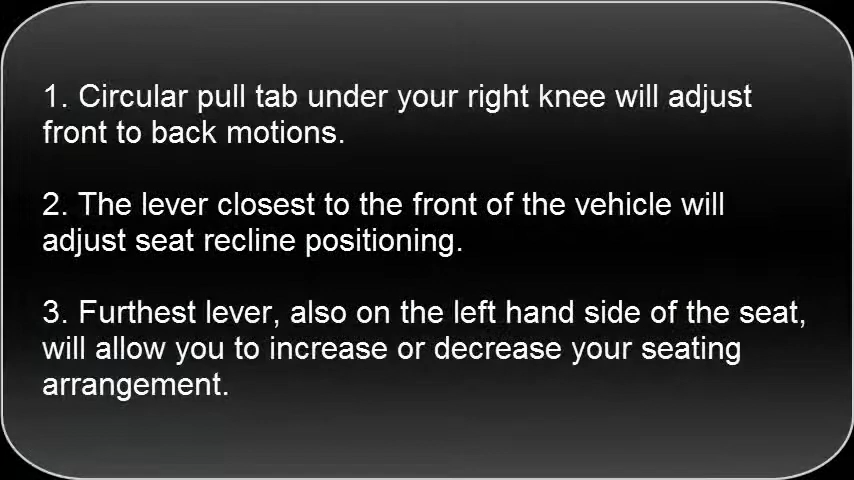 1. Circular pull tab under your right knee will adjust
front to back motions.
2. The lever closest to the front of the vehicle will
adjust seat recline positioning.
3. Furthest lever, also on the left hand side of the seat,
will allow you to increase or decrease your seating
arrangement.